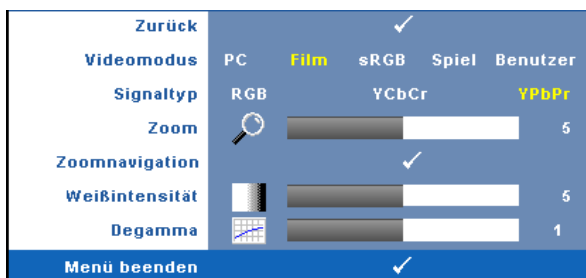 Zurück
Videomodus PC Film sRGB Spiel Benutzer
Signaltyp RGB YCbCr YPbPr
Zoom 5
Zoomnavigation
Weißintensität 5
Degamma 1
Menü beenden